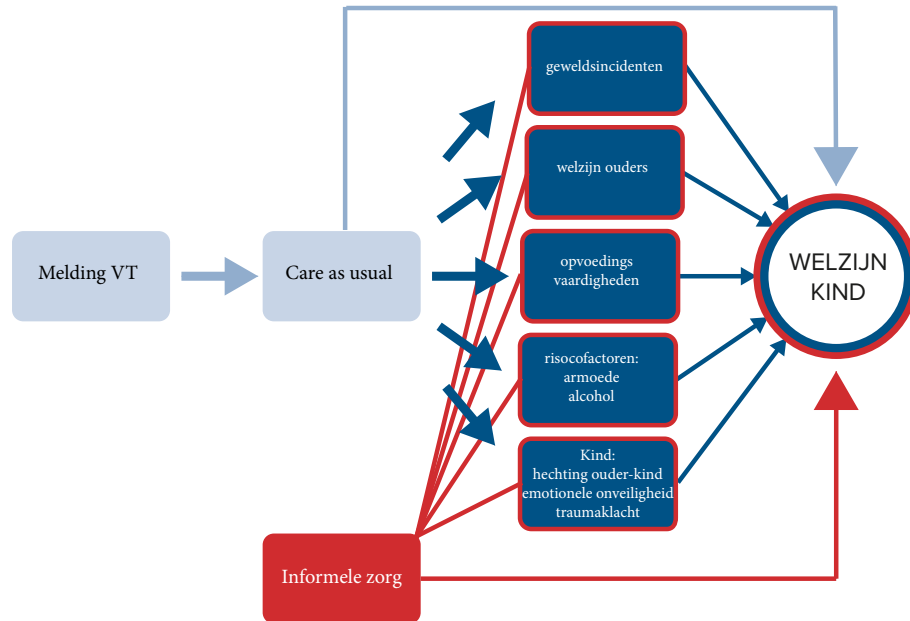 Melding VT
Care as usual
geweldsincidenten
welzijn ouders
opvoedings
vaardigheden
risocofactoren:
armoede
alcohol
Kind:
hechting ouder-kind
emotionele onveiligheid
traumaklacht
Informele zorg
WELZIJN
KIND